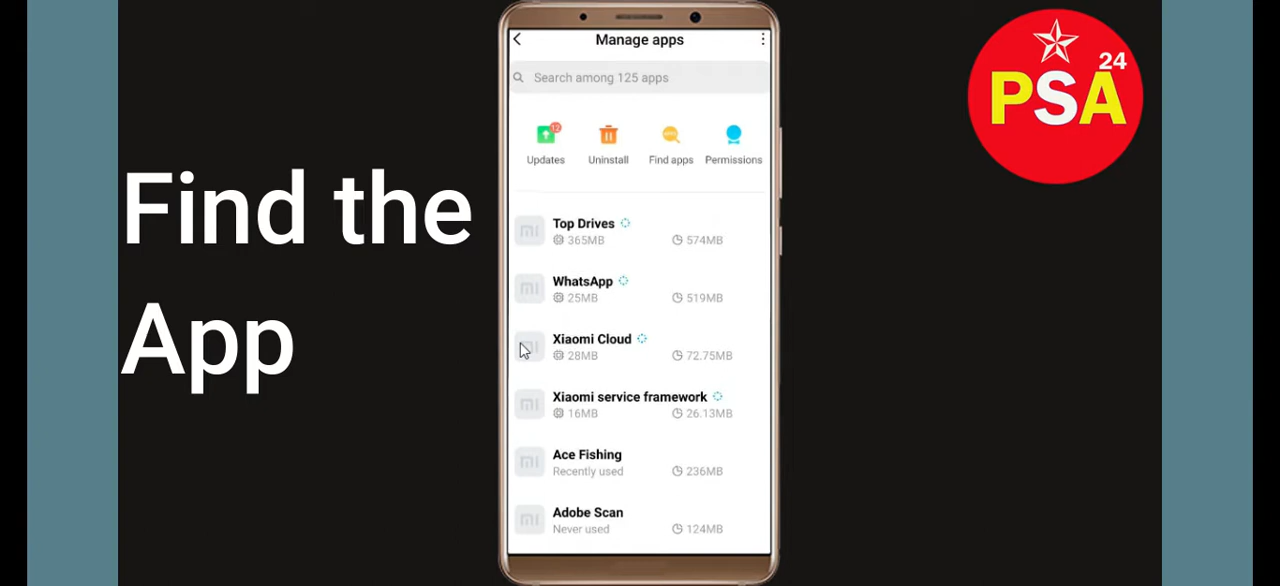 Find the
App
Manage apps
Search among 125 apps
12
Updates
Uninstall
Find apps
Permissions
Top Drives
365MB
574MB
WhatsApp
25MB
519MB
Xiaomi Cloud
28MB
72.75MB
Xiaomi service framework
16MB
26.13MB
Ace Fishing
Recently used
236MB
Adobe Scan
Never used
124MB
24
PSA